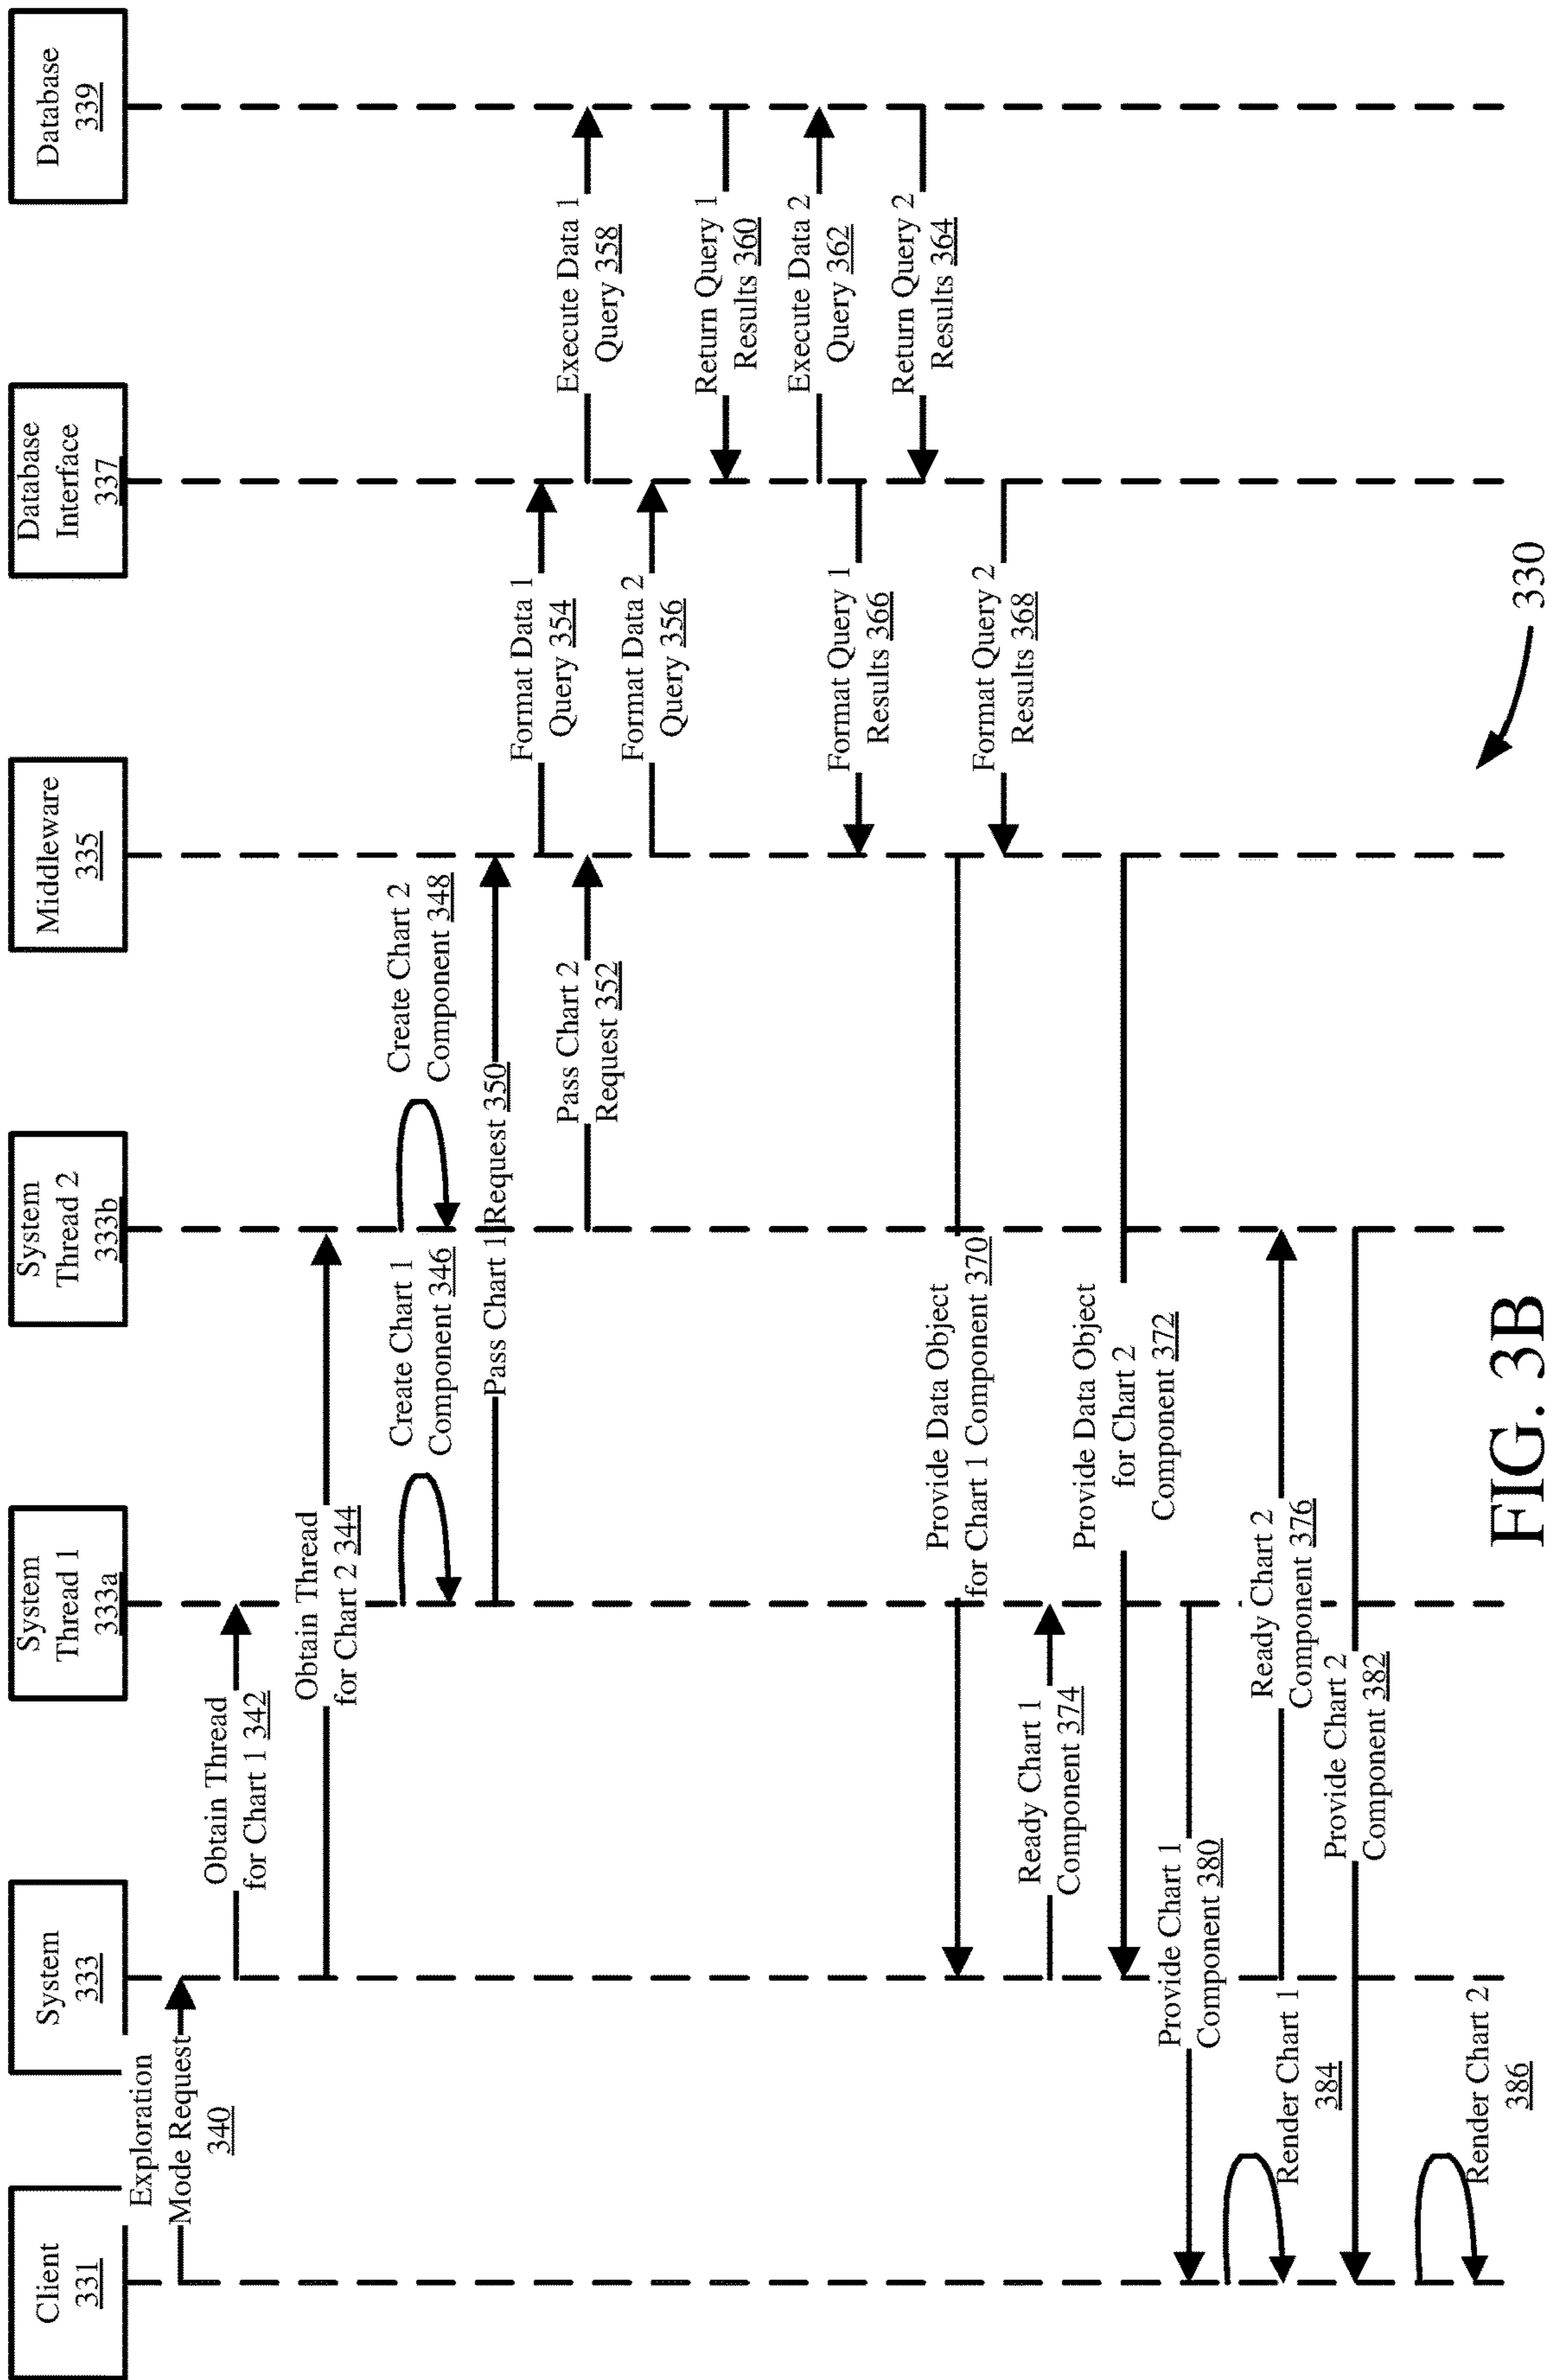 Client
331
System
333
System
Thread 1
333a
System
Thread 2
333b
Middleware
335
Database
Interface
337
Database
339
Exploration
Mode Request
340
Obtain Thread
for Chart 1 342
Obtain Thread
for Chart 2 344
Create Chart 1
Component 346
Create Chart 2
Component 348
Pass Chart 1 Request 350
Format Data 1
Query 354
Pass Chart 2
Request 352
Execute Data 1
Query 358
Format Data 2
Query 356
Return Query 1
Results 360
Execute Data 2
Query 362
Format Query 1
Results 366
Return Query 2
Results 364
Provide Data Object
for Chart 1 Component 370
Format Query 2
Results 368
Ready Chart 1
Component 374
Provide Data Object
for Chart 2
Component 372
Provide Chart 1
Component 380
Ready Chart 2
Component 376
Render Chart 1
384
Provide Chart 2
Component 382
Render Chart 2
386
330
FIG. 3B